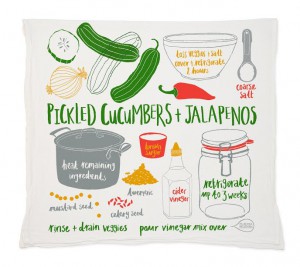 toss veggies + salt
cover & refrigerate
2 hours
coarse
salt
PICKLED CUCUMBERS + JALAPENOS
heat remaining
ingredients
brown
sugar
turmeric
mustard seed
celery seed
cider
vinegar
refrigerate
up to 3 weeks
rinse + drain veggies
pour vinegar mix over